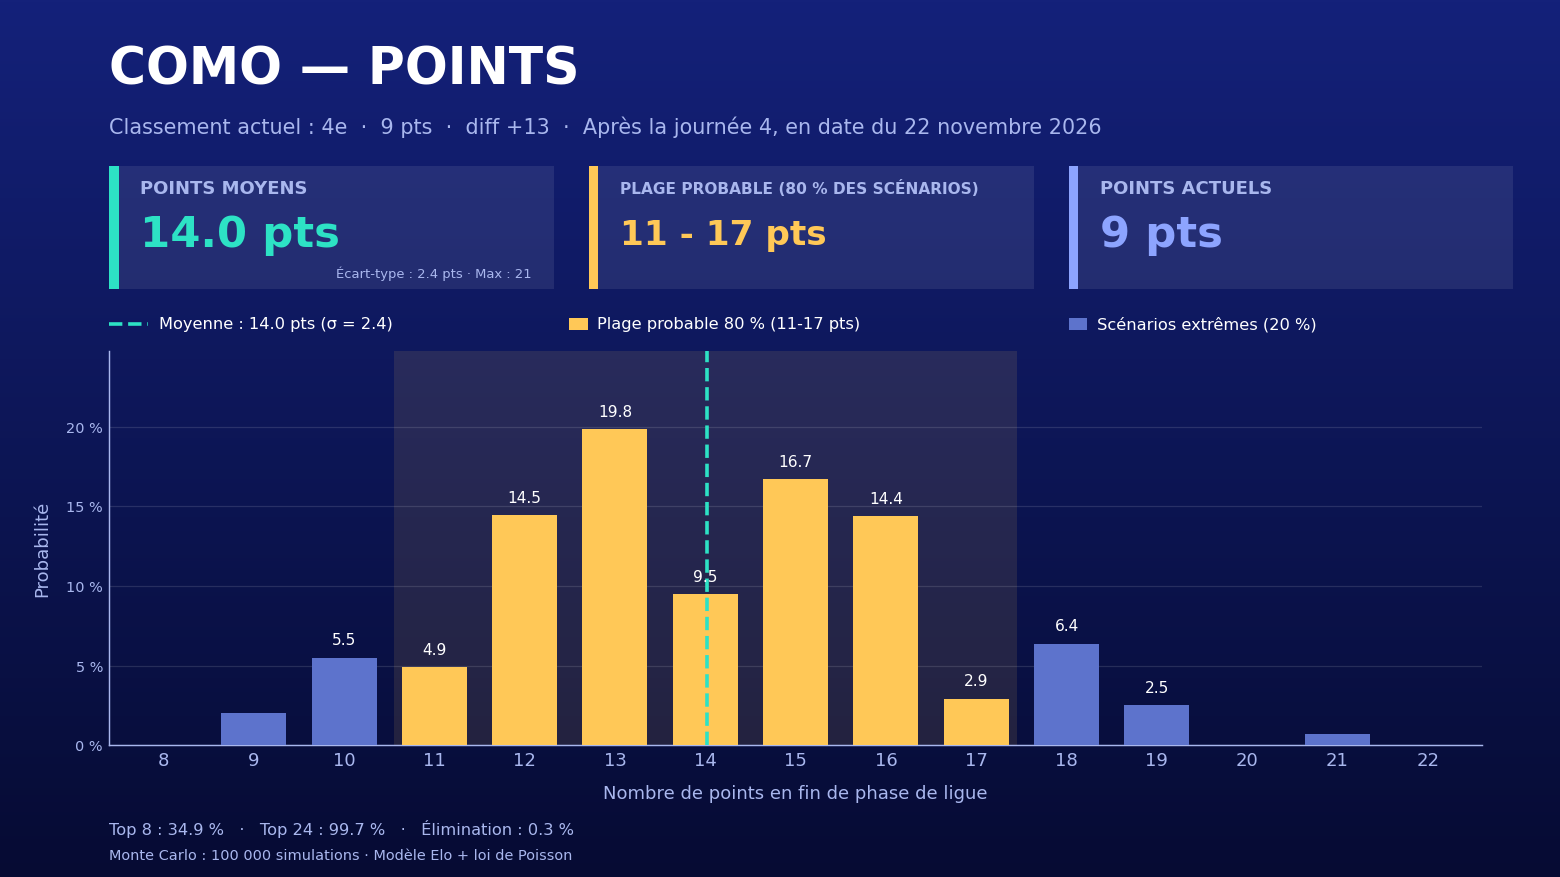 COMO — POINTS
Classement actuel : 4e · 9 pts · diff +13 · Après la journée 4, en date du 22 novembre 2026
POINTS MOYENS
14.0 pts
Écart-type : 2.4 pts · Max : 21
PLAGE PROBABLE (80 % DES SCÉNARIOS)
11 - 17 pts
POINTS ACTUELS
9 pts
Moyenne : 14.0 pts (σ = 2.4)
Plage probable 80 % (11-17 pts)
Scénarios extrêmes (20 %)
Probabilité
20 %
15 %
10 %
5 %
0 %
5.5
4.9
14.5
19.8
9.5
16.7
14.4
2.9
6.4
2.5
8 9 10 11 12 13 14 15 16 17 18 19 20 21 22
Nombre de points en fin de phase de ligue
Top 8 : 34.9 % · Top 24 : 99.7 % · Élimination : 0.3 %
Monte Carlo : 100 000 simulations · Modèle Elo + loi de Poisson